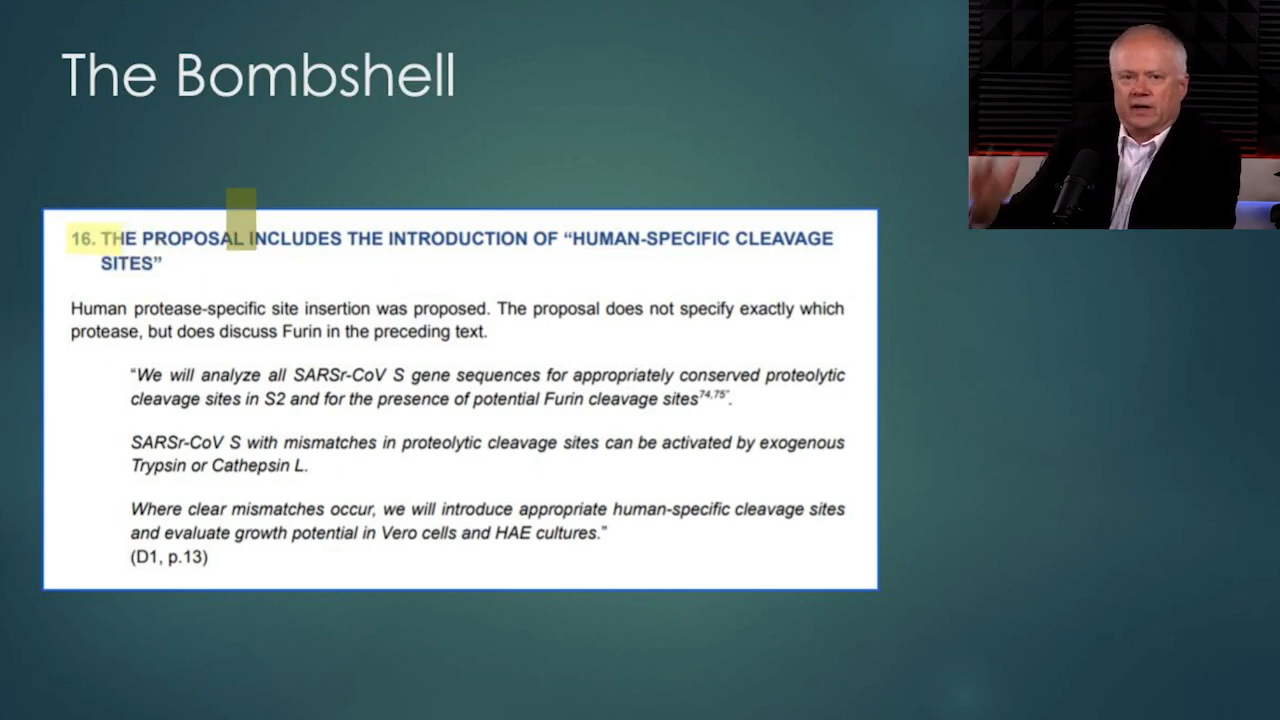 The Bombshell
16. THE PROPOSAL INCLUDES THE INTRODUCTION OF “HUMAN-SPECIFIC CLEAVAGE
SITES”
Human protease-specific site insertion was proposed. The proposal does not specify exactly which
protease, but does discuss Furin in the preceding text.
“We will analyze all SARSr-CoV S gene sequences for appropriately conserved proteolytic
cleavage sites in S2 and for the presence of potential Furin cleavage sites74,75”.
SARSr-CoV S with mismatches in proteolytic cleavage sites can be activated by exogenous
Trypsin or Cathepsin L.
Where clear mismatches occur, we will introduce appropriate human-specific cleavage sites
and evaluate growth potential in Vero cells and HAE cultures.”
(D1, p.13)